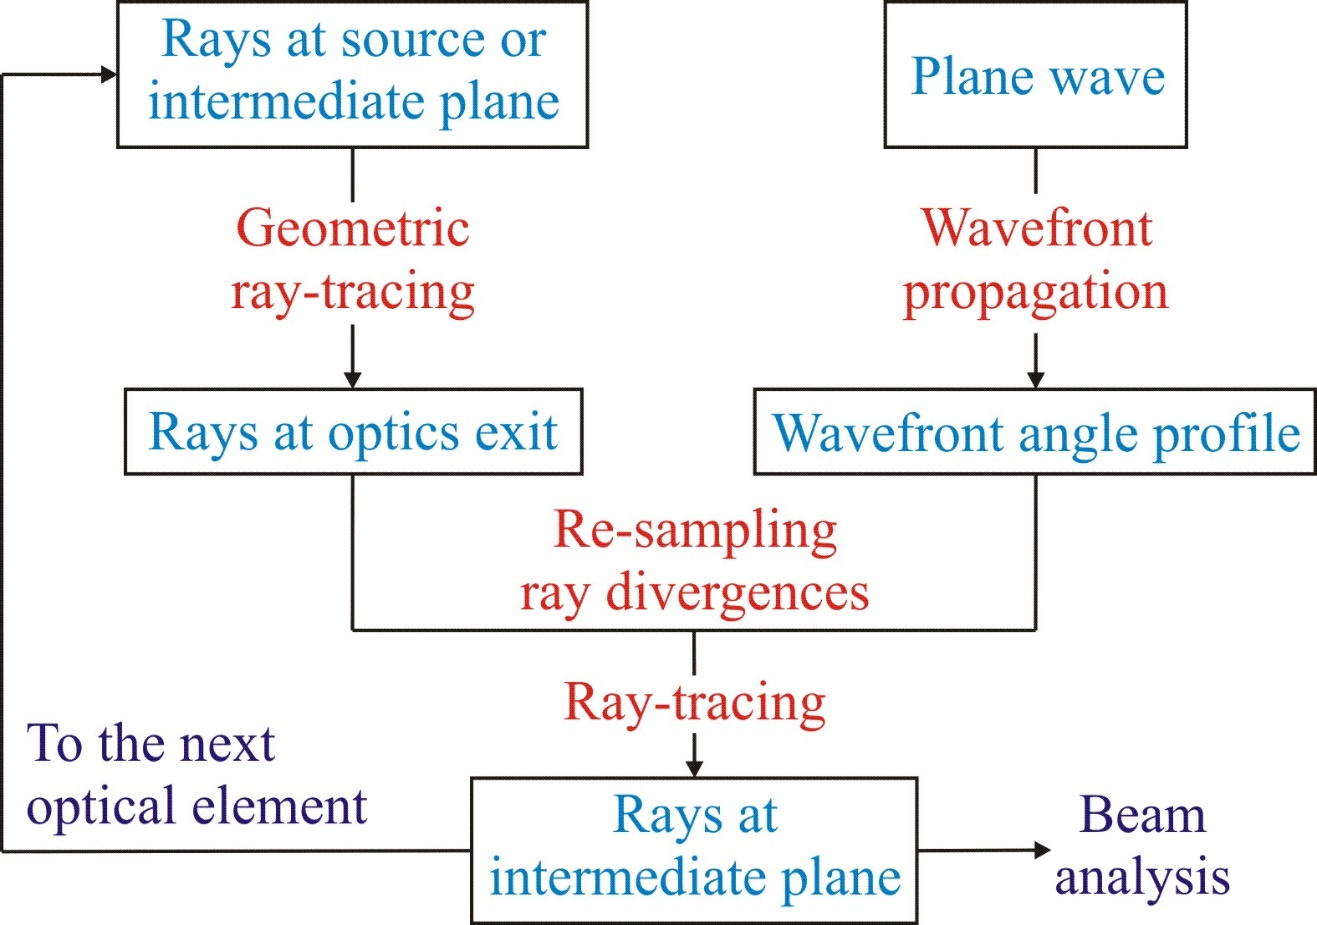 Rays at source or
intermediate plane
Plane wave
Geometric
ray-tracing
Wavefront
propagation
Rays at optics exit
Wavefront angle profile
Re-sampling
ray divergences
Ray-tracing
To the next
optical element
Rays at
intermediate plane
Beam
analysis